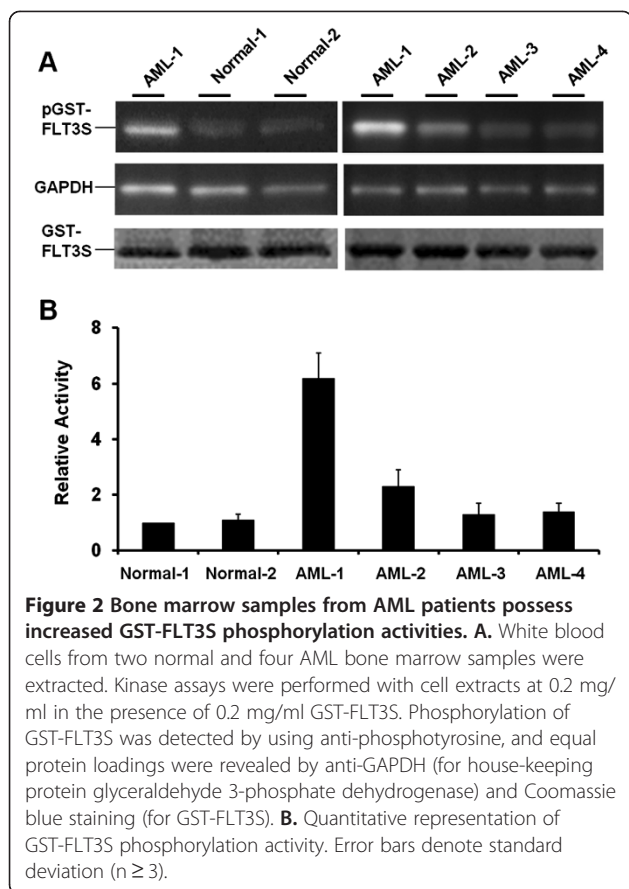 A
AML-1 Normal-1 Normal-2 AML-1 AML-2 AML-3 AML-4
pGST-
FLT3S
GAPDH
GST-
FLT3S
B
8
6
4
2
0
Relative Activity
Normal-1 Normal-2 AML-1 AML-2 AML-3 AML-4
Figure 2 Bone marrow samples from AML patients possess
increased GST-FLT3S phosphorylation activities. A. White blood
cells from two normal and four AML bone marrow samples were
extracted. Kinase assays were performed with cell extracts at 0.2 mg/
ml in the presence of 0.2 mg/ml GST-FLT3S. Phosphorylation of
GST-FLT3S was detected by using anti-phosphotyrosine, and equal
protein loadings were revealed by anti-GAPDH (for house-keeping
protein glyceraldehyde 3-phosphate dehydrogenase) and Coomassie
blue staining (for GST-FLT3S). B. Quantitative representation of
GST-FLT3S phosphorylation activity. Error bars denote standard
deviation (n ≥ 3).